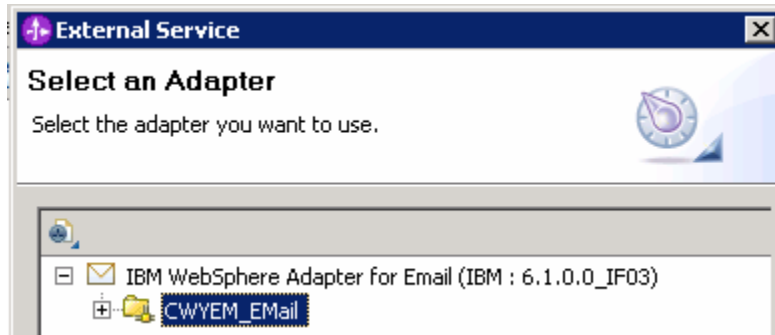 External Service
Select an Adapter
Select the adapter you want to use.
IBM WebSphere Adapter for Email (IBM : 6.1.0.0_IF03)
CWYEM_EMail